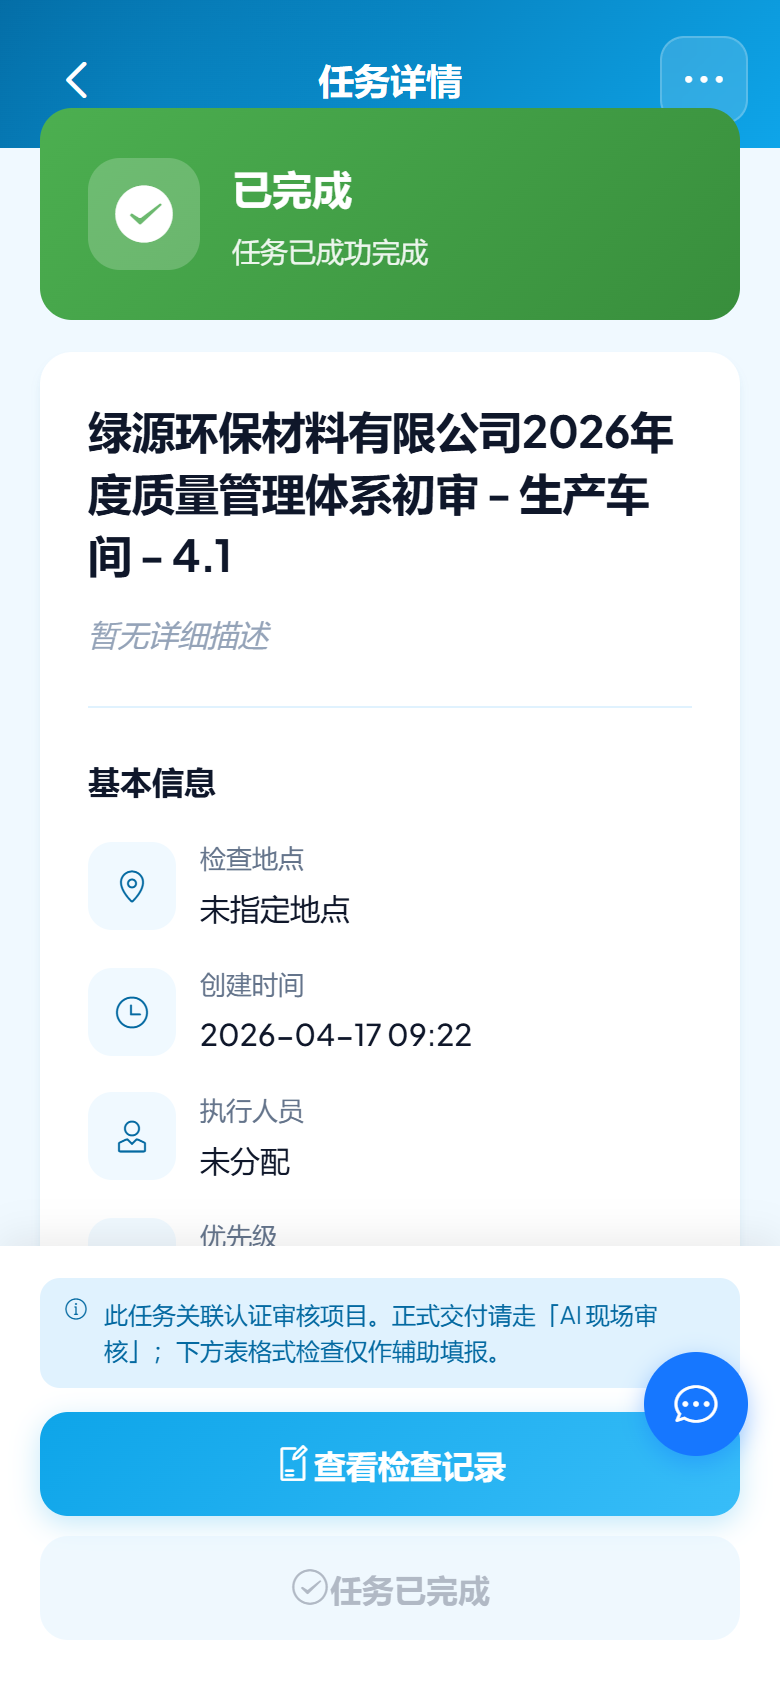 任务详情
已完成
任务已成功完成
绿源环保材料有限公司2026年
度质量管理体系初审 - 生产车
间 - 4.1
暂无详细描述
基本信息
检查地点
未指定地点
创建时间
2026-04-17 09:22
执行人员
未分配
优先级
此任务关联认证审核项目。正式交付请走「AI 现场审
核」；下方表格式检查仅作辅助填报。
查看检查记录
任务已完成